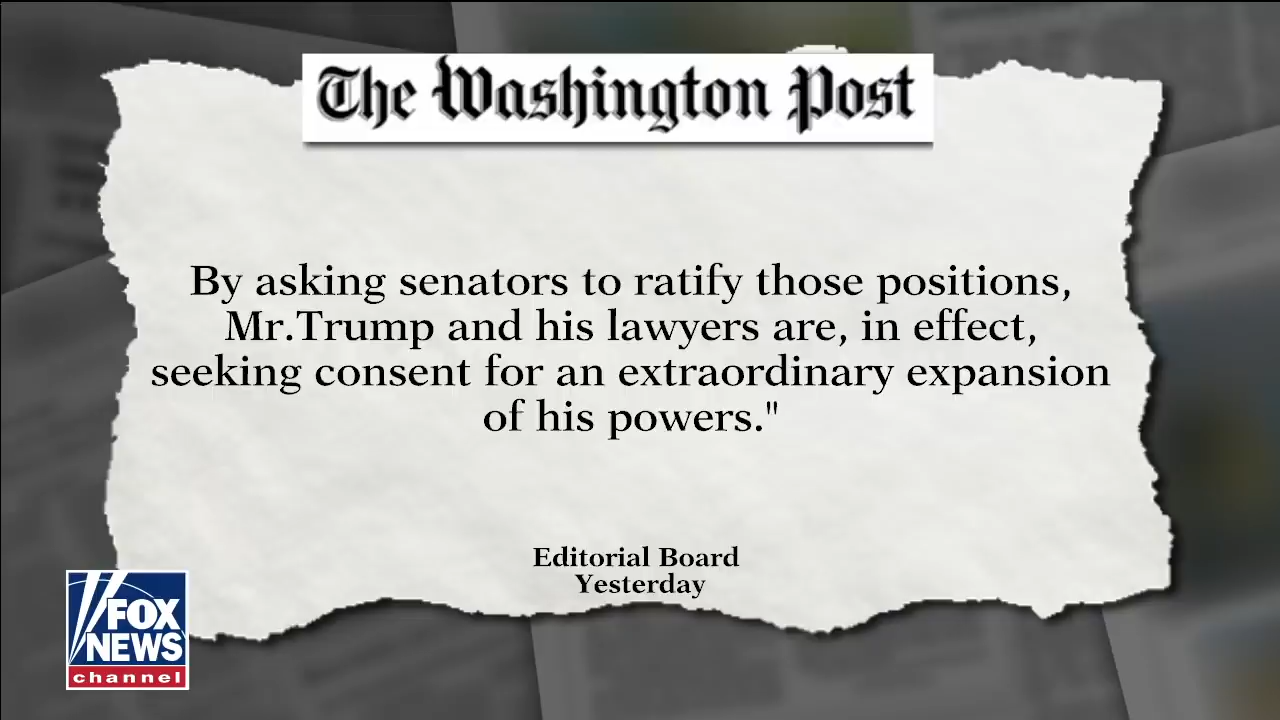 The Washington Post
By asking senators to ratify those positions,
Mr.Trump and his lawyers are, in effect,
seeking consent for an extraordinary expansion
of his powers."
Editorial Board
Yesterday
FOX
NEWS
channel